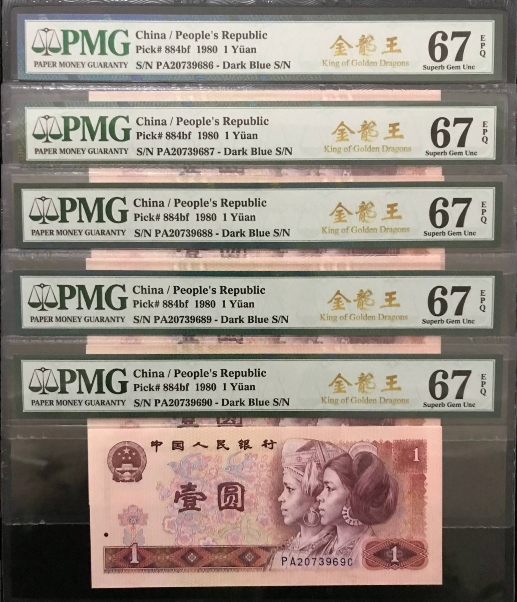 PMG
PAPER MONEY GUARANTY
China / People's Republic
Pick# 884bf 1980 1 Yüan
S/N PA20739686 - Dark Blue S/N
金龍王
King of Golden Dragons
67 EPQ
Superb Gem Unc
PMG
PAPER MONEY GUARANTY
China / People's Republic
Pick# 884bf 1980 1 Yüan
S/N PA20739687 - Dark Blue S/N
金龍王
King of Golden Dragons
67 EPQ
Superb Gem Unc
PMG
PAPER MONEY GUARANTY
China / People's Republic
Pick# 884bf 1980 1 Yüan
S/N PA20739688 - Dark Blue S/N
金龍王
King of Golden Dragons
67 EPQ
Superb Gem Unc
PMG
PAPER MONEY GUARANTY
China / People's Republic
Pick# 884bf 1980 1 Yüan
S/N PA20739689 - Dark Blue S/N
金龍王
King of Golden Dragons
67 EPQ
Superb Gem Unc
PMG
PAPER MONEY GUARANTY
China / People's Republic
Pick# 884bf 1980 1 Yüan
S/N PA20739690 - Dark Blue S/N
金龍王
King of Golden Dragons
67 EPQ
Superb Gem Unc
中国人民银行
1
壹圆
PA20739690
1
1